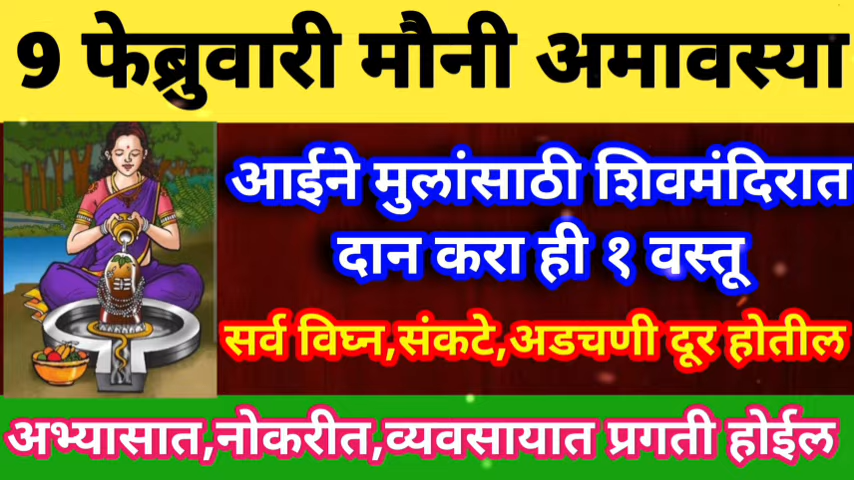 9 फेब्रुवारी मौनी अमावस्या
आईने मुलांसाठी शिवमंदिरात
दान करा ही १ वस्तू
सर्व विघ्न,संकटे,अडचणी दूर होतील
अभ्यासात,नोकरीत,व्यवसायात प्रगती होईल